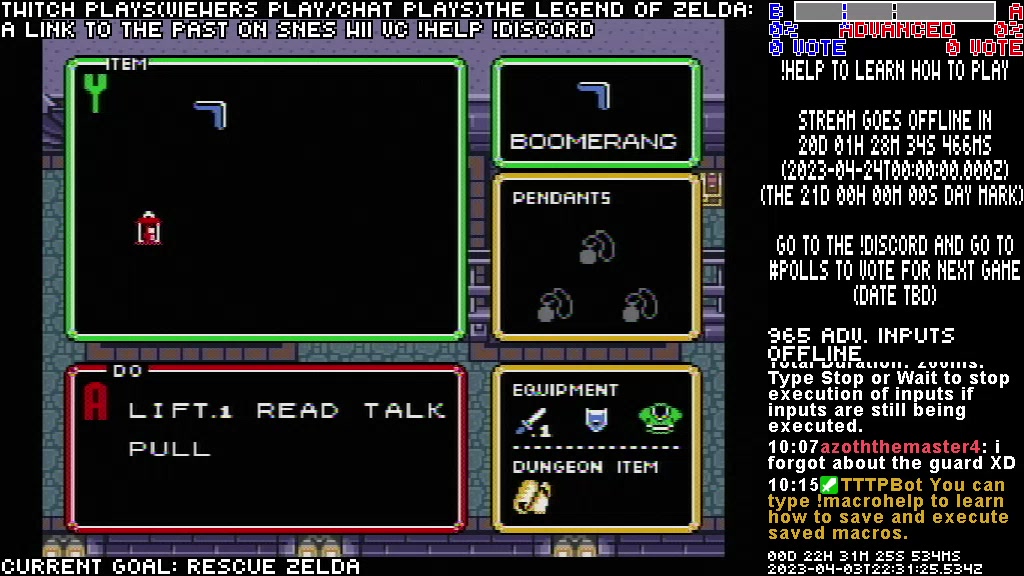 TWITCH PLAYS(VIEWERS PLAY/CHAT PLAYS)THE LEGEND OF ZELDA:
A LINK TO THE PAST ON SNES WII VC !HELP !DISCORD
B
A
0%
ADVANCED
0%
0 VOTE
0 VOTE
!HELP TO LEARN HOW TO PLAY
STREAM GOES OFFLINE IN
20D 01H 28M 34S 466MS
(2023-04-24T00:00:00.000Z)
(THE 21D 00H 00M 00S DAY MARK)
GO TO THE !DISCORD AND GO TO
#POLLS TO VOTE FOR NEXT GAME
(DATE TBD)
965 ADV. INPUTS
OFFLINE
Total Duration: 200ms.
Type Stop or Wait to stop
execution of inputs if
inputs are still being
executed.
10:07 azoththemaster4: i
forgot about the guard XD
10:15 TTTPBot You can
type !macrohelp to learn
how to save and execute
saved macros.
00D 22H 31M 25S 534MS
2023-04-03T22:31:25.534Z
ITEM
Y
BOOMERANG
PENDANTS
DO
A
LIFT.1 READ TALK
PULL
EQUIPMENT
.1
DUNGEON ITEM
CURRENT GOAL: RESCUE ZELDA